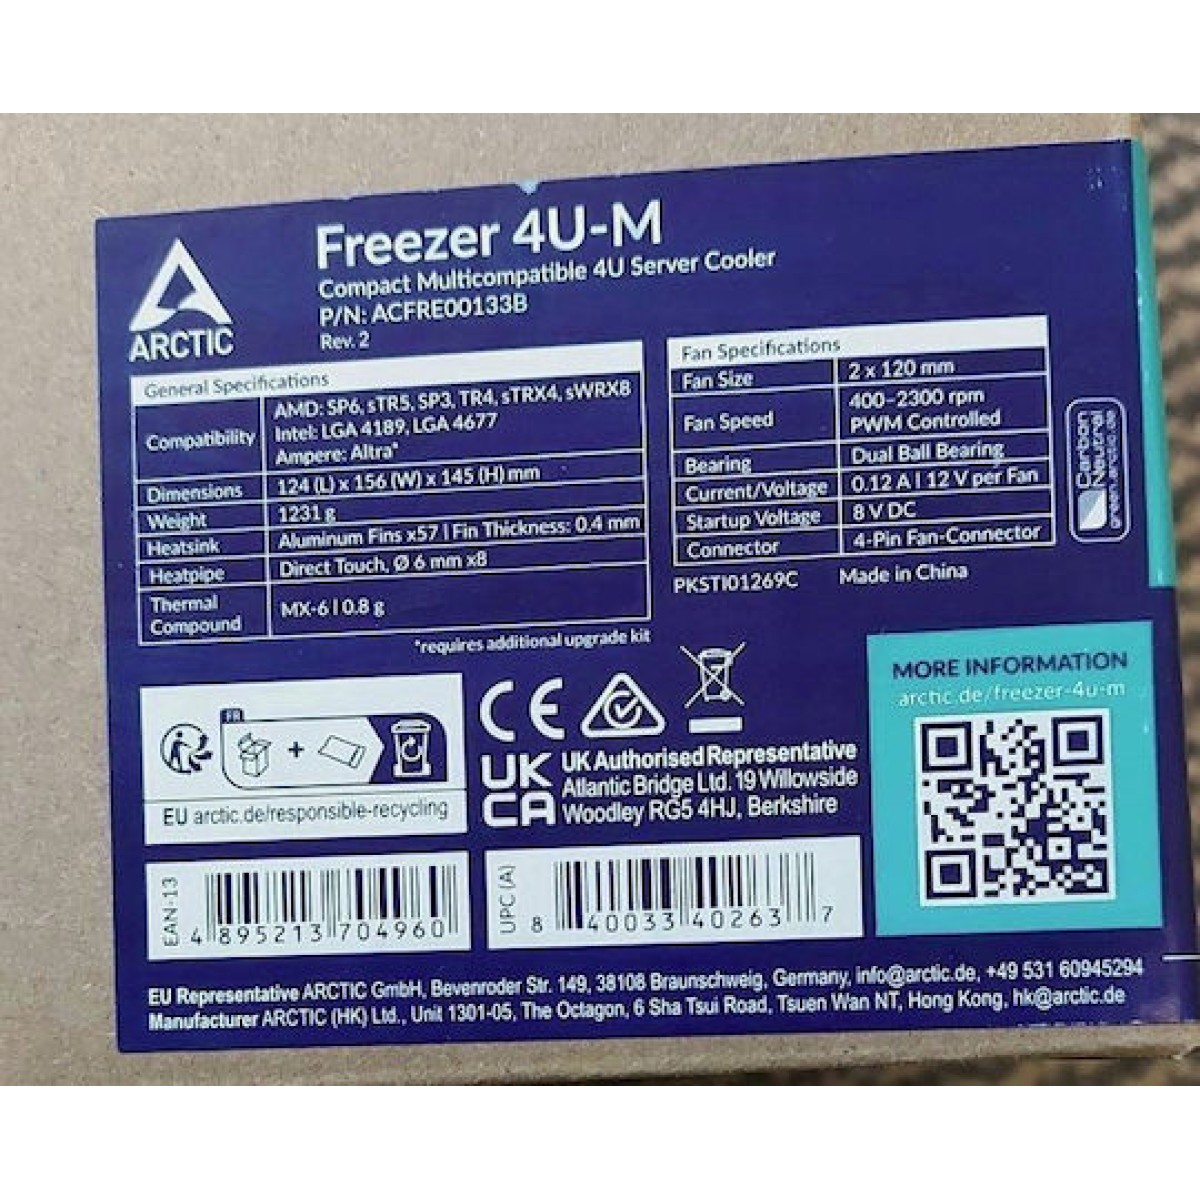 ARCTIC
Freezer 4U-M
Compact Multicompatible 4U Server Cooler
P/N: ACFRE00133B
Rev. 2
General Specifications
Compatibility
AMD: SP6, sTR5, SP3, TR4, sTRX4, sWRX8
Intel: LGA 4189, LGA 4677
Ampere: Altra*
Dimensions 124 (L) x 156 (W) x 145 (H) mm
Weight 1231 g
Heatsink Aluminum Fins x57 | Fin Thickness: 0.4 mm
Heatpipe Direct Touch, Ø 6 mm x8
Thermal
Compound
MX-6 | 0.8 g
*requires additional upgrade kit
Fan Specifications
Fan Size 2 x 120 mm
Fan Speed
400–2300 rpm
PWM Controlled
Bearing Dual Ball Bearing
Current/Voltage 0.12 A | 12 V per Fan
Startup Voltage 8 V DC
Connector 4-Pin Fan-Connector
PKSTI01269C Made in China
Carbon
Neutral
green.arctic.de
FR
+
EU arctic.de/responsible-recycling
CE
UK
CA
UK Authorised Representative
Atlantic Bridge Ltd. 19 Willowside
Woodley RG5 4HJ, Berkshire
MORE INFORMATION
arctic.de/freezer-4u-m
EAN-13
4 895213 704960
UPC (A)
8 40033 40263 7
EU Representative ARCTIC GmbH, Bevenroder Str. 149, 38108 Braunschweig, Germany, info@arctic.de, +49 531 60945294
Manufacturer ARCTIC (HK) Ltd., Unit 1301-05, The Octagon, 6 Sha Tsui Road, Tsuen Wan NT, Hong Kong, hk@arctic.de